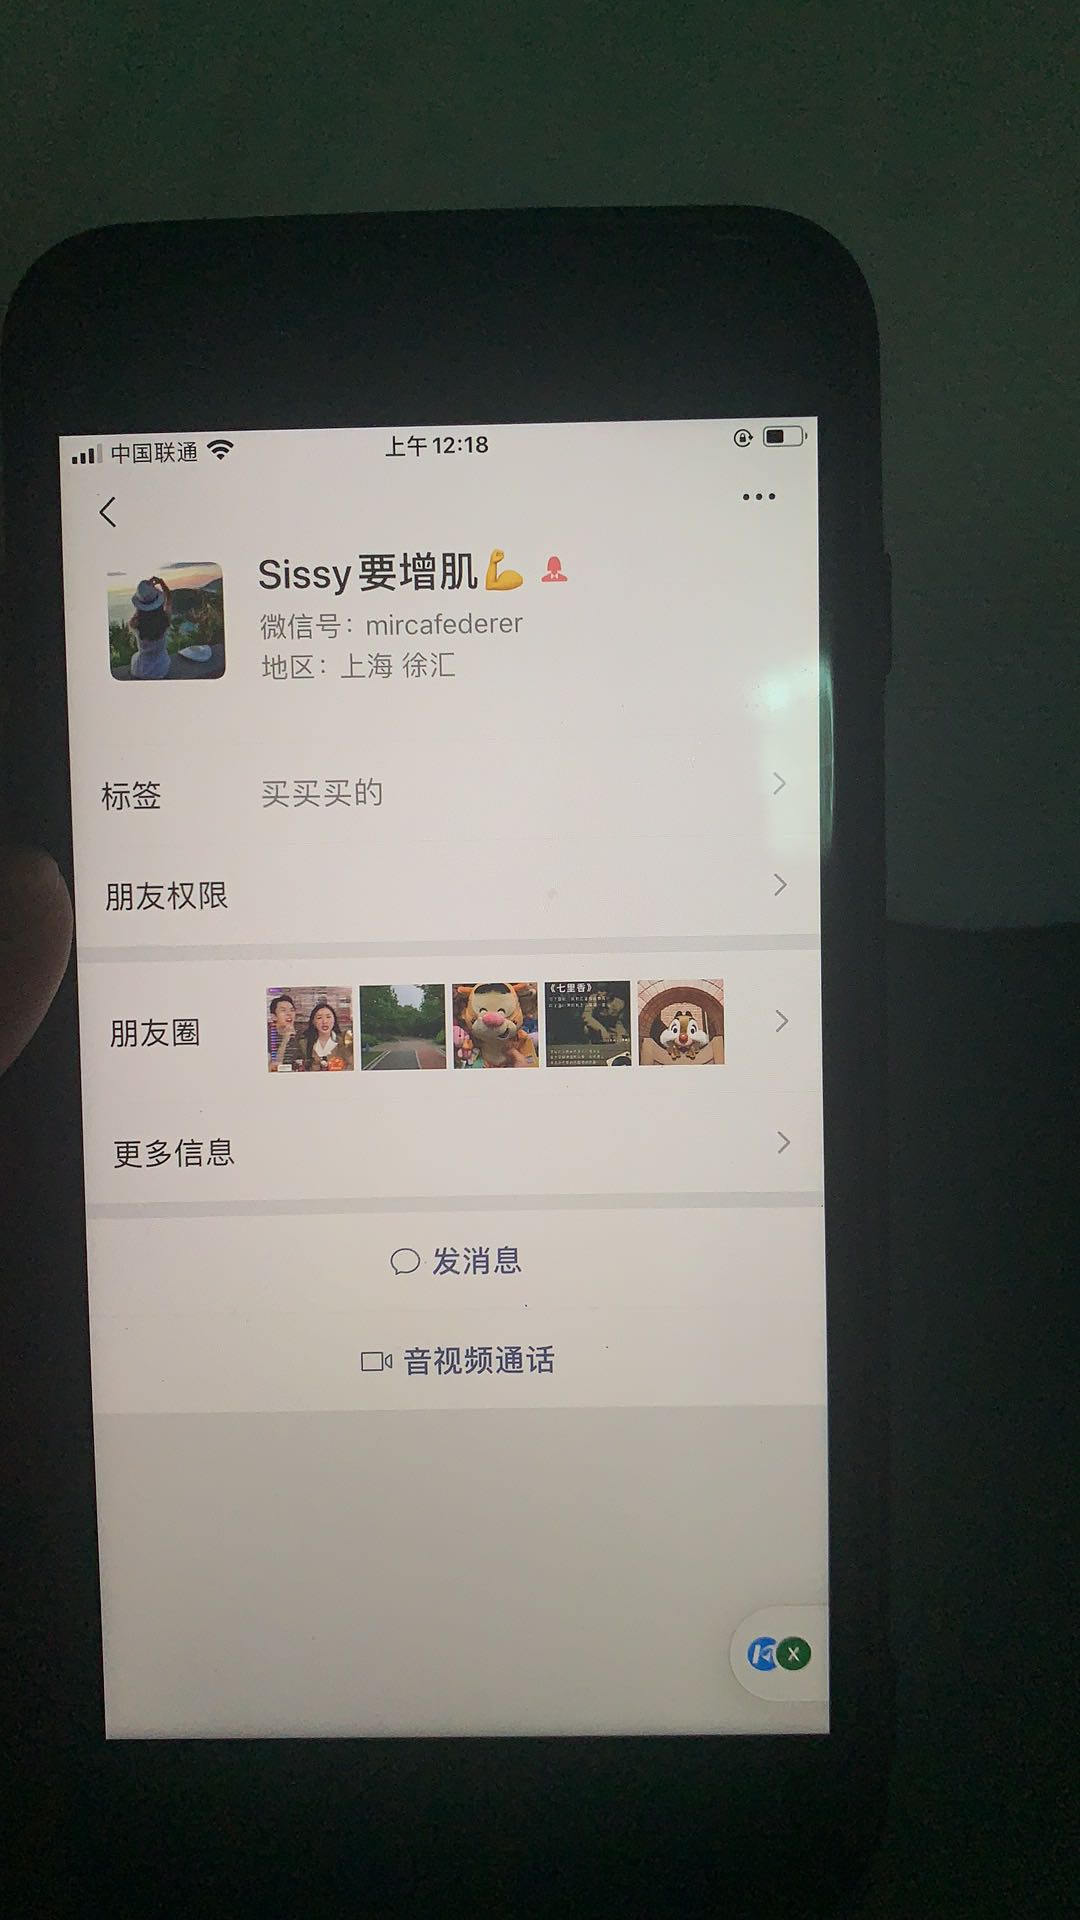 中国联通
上午12:18
Sissy要增肌💪
微信号：mircafederer
地区：上海 徐汇
标签 买买买的
朋友权限
朋友圈
《七里香》
更多信息
发消息
音视频通话
X